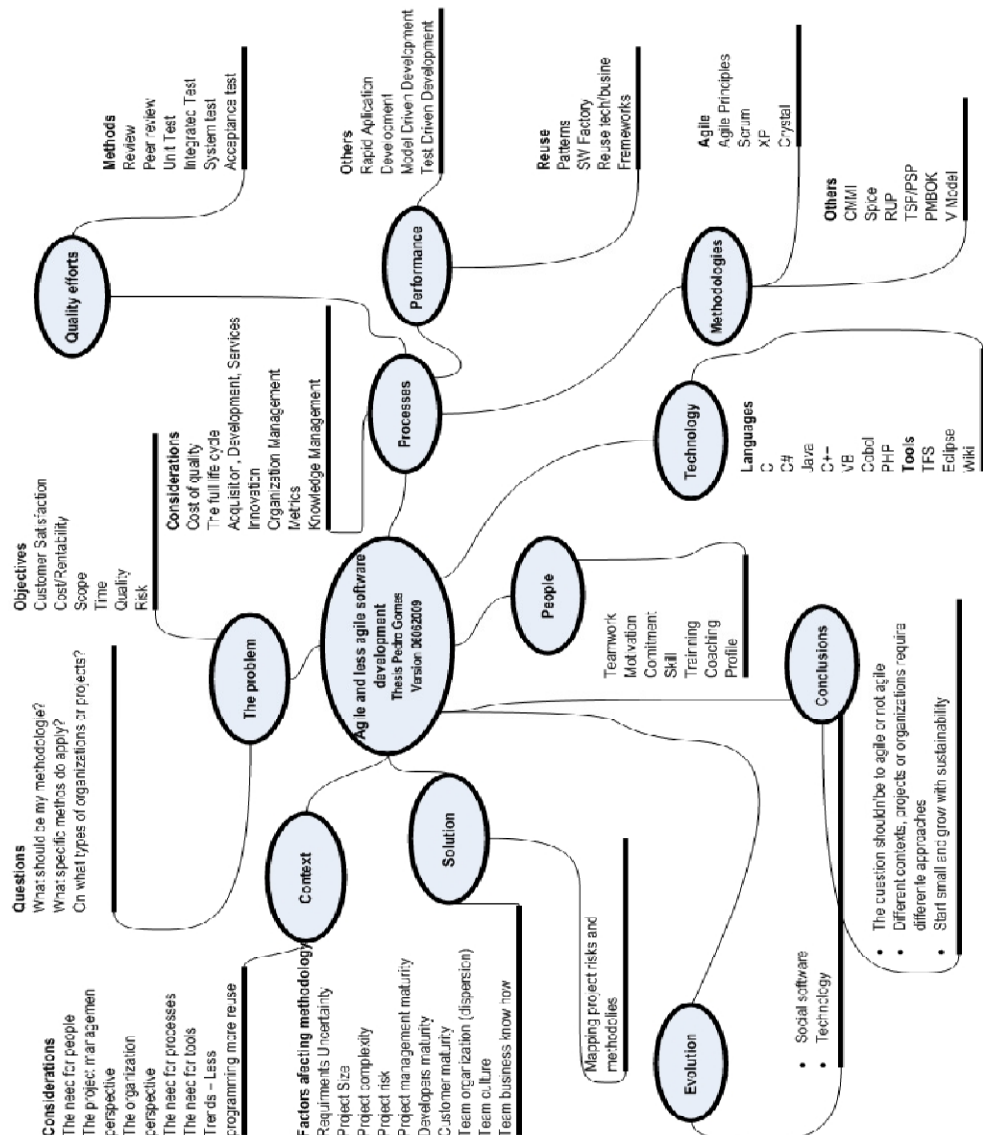 Considerations
The need for people
The project managemen
perspective
The organization
perspective
The need for processes
The need for tools
Trends – Less
programming more reuse
Questions
What should be my methodologie?
What specific methos do apply?
On what types of organizations or projects?
Objectives
Customer Satisfaction
Cost/Rentability
Scope
Time
Quality
Risk
Quality efforts
Methods
Review
Peer review
Unit Test
Integratec Test
System test
Acceptance test
Context
The problem
Considerations
Cost of quality
The full life cycle
Acquisitor, Development, Services
Innovation
Organization Management
Metrics
Knowledge Management
Factors afecting methodology
Requirments Uncertainty
Project Size
Project complexity
Project risk
Project management maturity
Developers maturity
Customer maturity
Team organization (dispersion)
Team culture
Team business know how
Solution
Agile and less agile software
development
Thesis Pedro Gomes
Version 06062009
Processes
Performance
Others
Rapid Aplication
Development
Model Driven Development
Test Driven Development
Mapping project risks and
methodolies
People
Teamwork
Motivation
Comitment
Skill
Trainning
Coaching
Profile
Reuse
Patterns
SW Factory
Reuse tech/busine
Fremeworks
Evolution
Social software
Technology
Conclusions
Technology
Methodologies
Agile
Agile Principles
Scrum
XP
Crystal
The question shouldn'be to agile or not agile
Different contexts, projects or organizations require
differente approaches
Start small and grow with sustainability
Languages
C
C#
Java
C++
VB
Cobol
PHP
Tools
TFS
Eclipse
Wiki
Others
CMMI
Spice
RUP
TSP/PSP
PMBOK
V Model